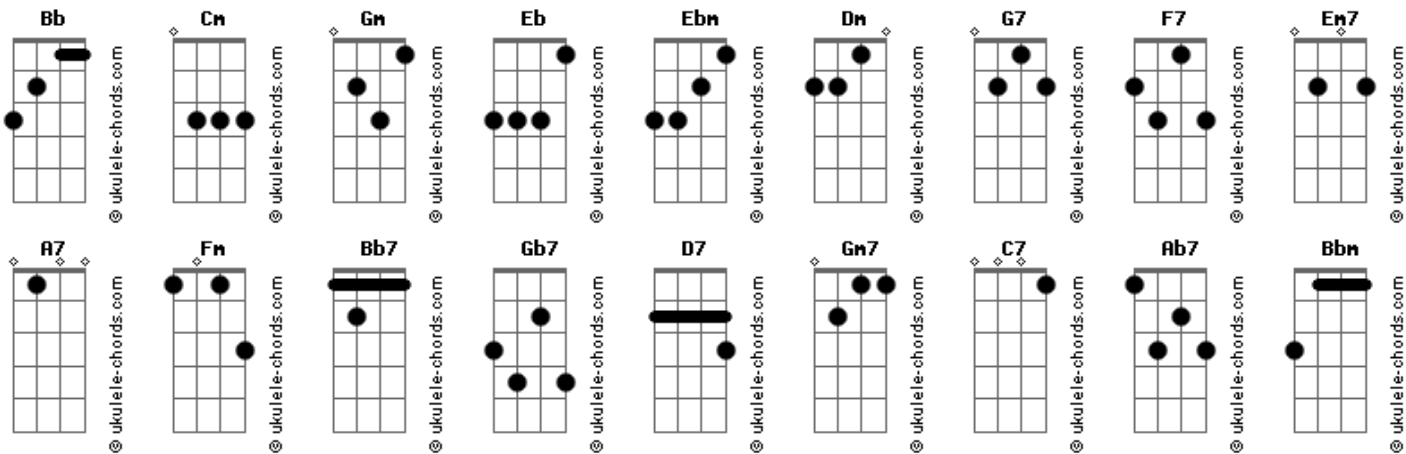 Bb Cm Gm Eb Ebm Dm G7 F7 Em7
© ukulele-chords.com © ukulele-chords.com © ukulele-chords.com © ukulele-chords.com © ukulele-chords.com © ukulele-chords.com © ukulele-chords.com © ukulele-chords.com © ukulele-chords.com
A7 Fm Bb7 Gb7 D7 Gm7 C7 Ab7 Bbm
© ukulele-chords.com © ukulele-chords.com © ukulele-chords.com © ukulele-chords.com © ukulele-chords.com © ukulele-chords.com © ukulele-chords.com © ukulele-chords.com © ukulele-chords.com